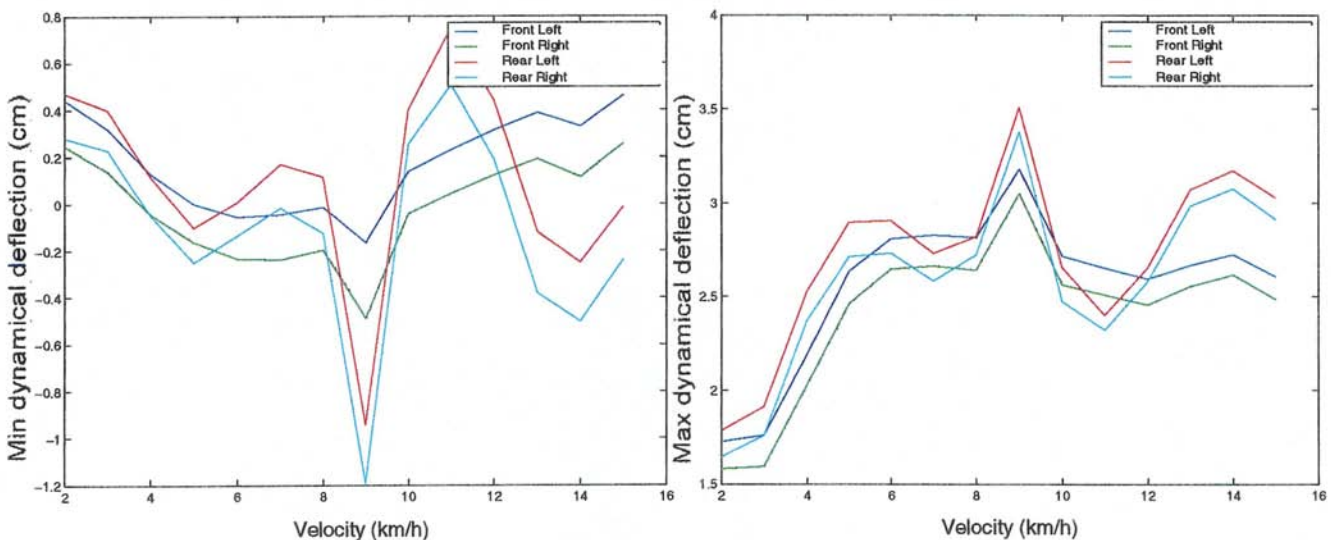 0.8
0.6
0.4
0.2
0
-0.2
-0.4
-0.6
-0.8
-1
-1.2
Min dynamical deflection (cm)
Front Left
Front Right
Rear Left
Rear Right
2 4 6 8 10 12 14 16
Velocity (km/h)
4
3.5
3
2.5
2
1.5
Max dynamical deflection (cm)
Front Left
Front Right
Rear Left
Rear Right
2 4 6 8 10 12 14 16
Velocity (km/h)